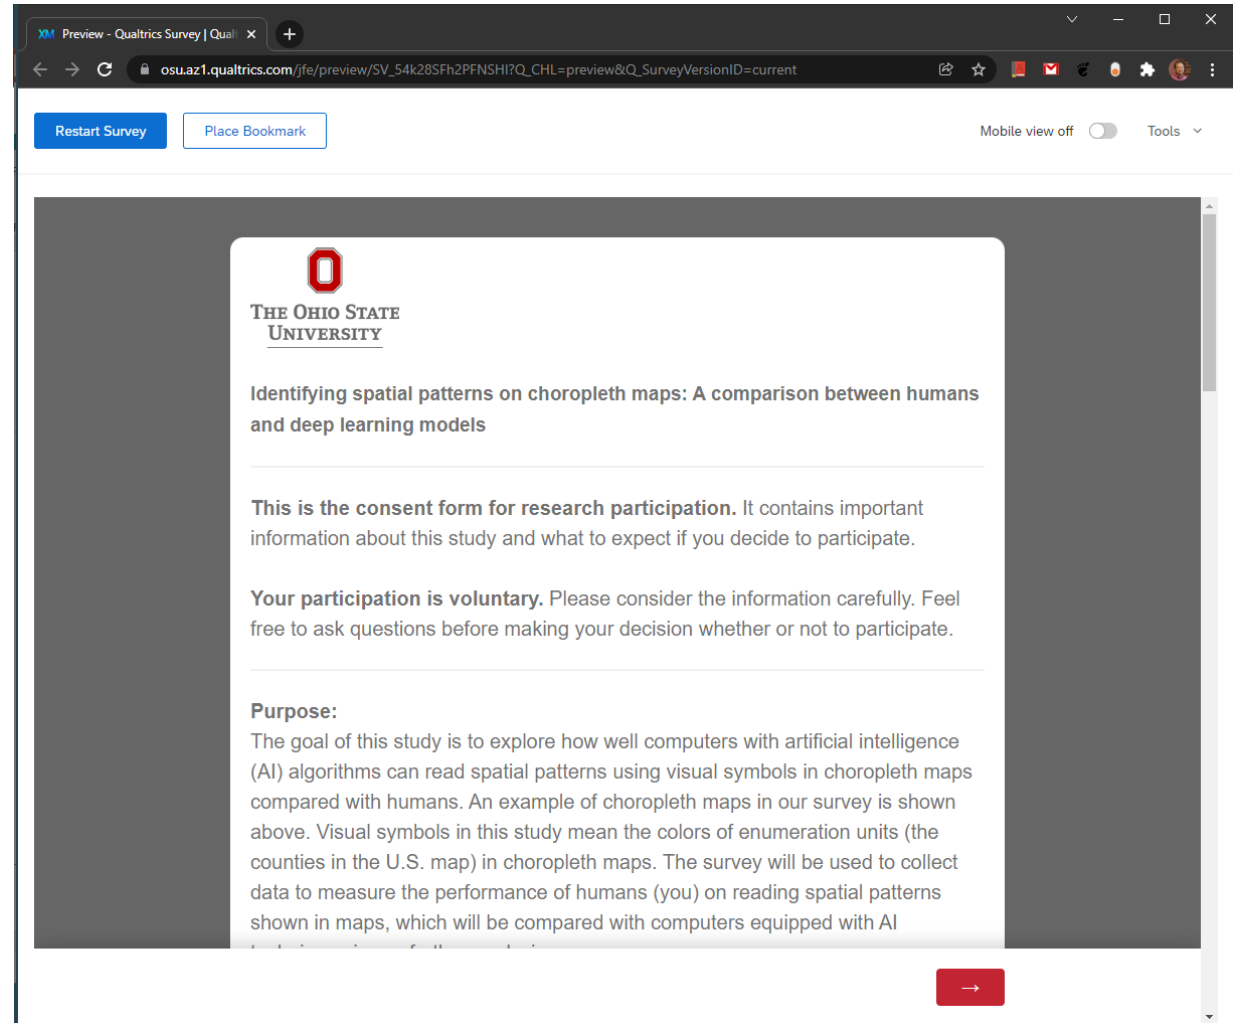 Preview - Qualtrics Survey | Qual
osu.az1.qualtrics.com/jfe/preview/SV_54k28SFh2PFNSHI?Q_CHL=preview&Q_SurveyVersionID=current
Restart Survey
Place Bookmark
Mobile view off
Tools
THE OHIO STATE
UNIVERSITY
Identifying spatial patterns on choropleth maps: A comparison between humans
and deep learning models
This is the consent form for research participation. It contains important
information about this study and what to expect if you decide to participate.
Your participation is voluntary. Please consider the information carefully. Feel
free to ask questions before making your decision whether or not to participate.
Purpose:
The goal of this study is to explore how well computers with artificial intelligence
(AI) algorithms can read spatial patterns using visual symbols in choropleth maps
compared with humans. An example of choropleth maps in our survey is shown
above. Visual symbols in this study mean the colors of enumeration units (the
counties in the U.S. map) in choropleth maps. The survey will be used to collect
data to measure the performance of humans (you) on reading spatial patterns
shown in maps, which will be compared with computers equipped with AI